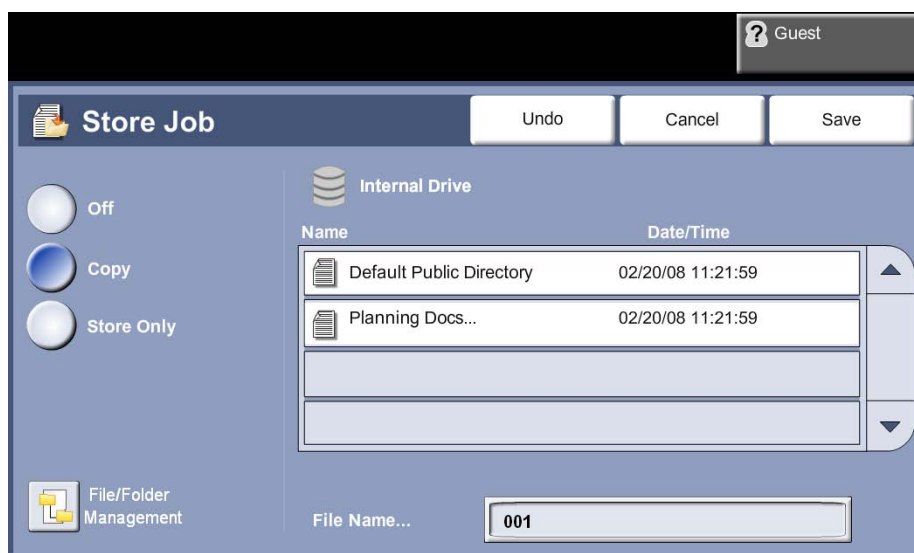 Guest
Store Job
Undo
Cancel
Save
Off
Copy
Store Only
Internal Drive
Name Date/Time
Default Public Directory 02/20/08 11:21:59
Planning Docs... 02/20/08 11:21:59
File/Folder
Management
File Name... 001